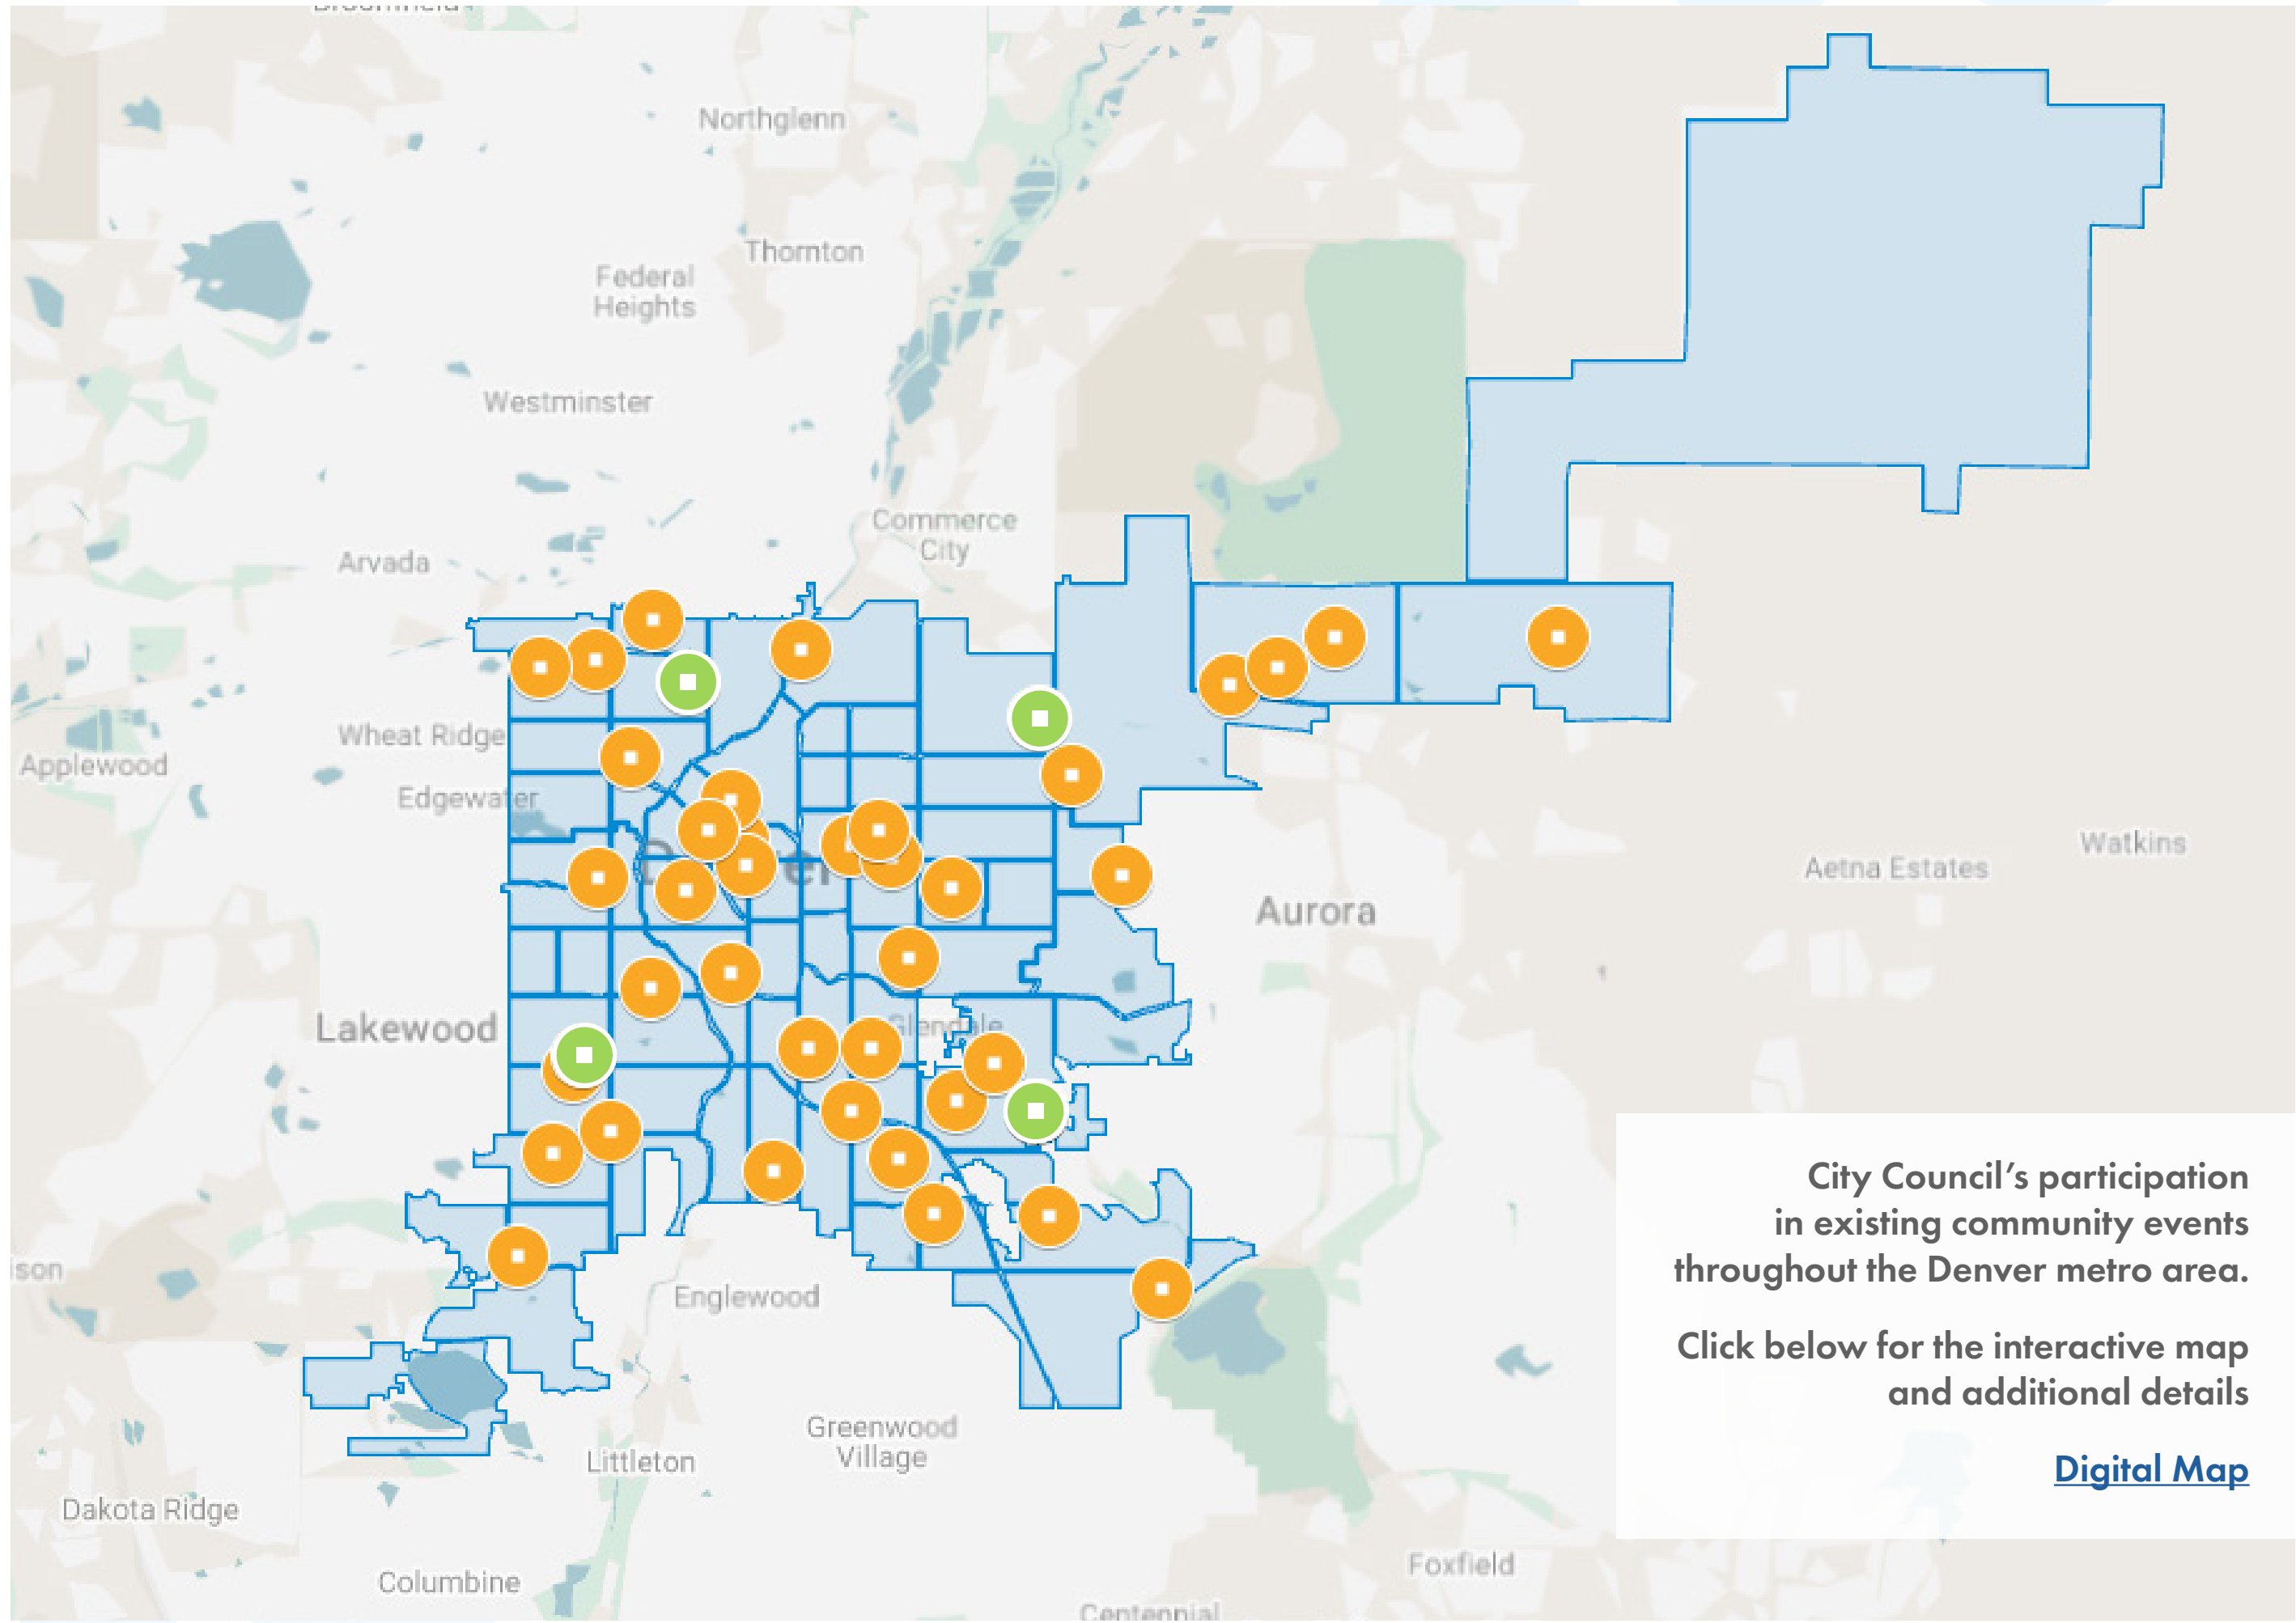 Northglenn
Thornton
Federal
Heights
Westminster
Commerce
City
Arvada
Wheat Ridge
Applewood
Edgewater
Watkins
Aetna Estates
Aurora
Lakewood
Glendale
City Council's participation
in existing community events
throughout the Denver metro area.
Click below for the interactive map
and additional details
Digital Map
ison
Englewood
Greenwood
Village
Littleton
Dakota Ridge
Foxfield
Columbine
Centennial